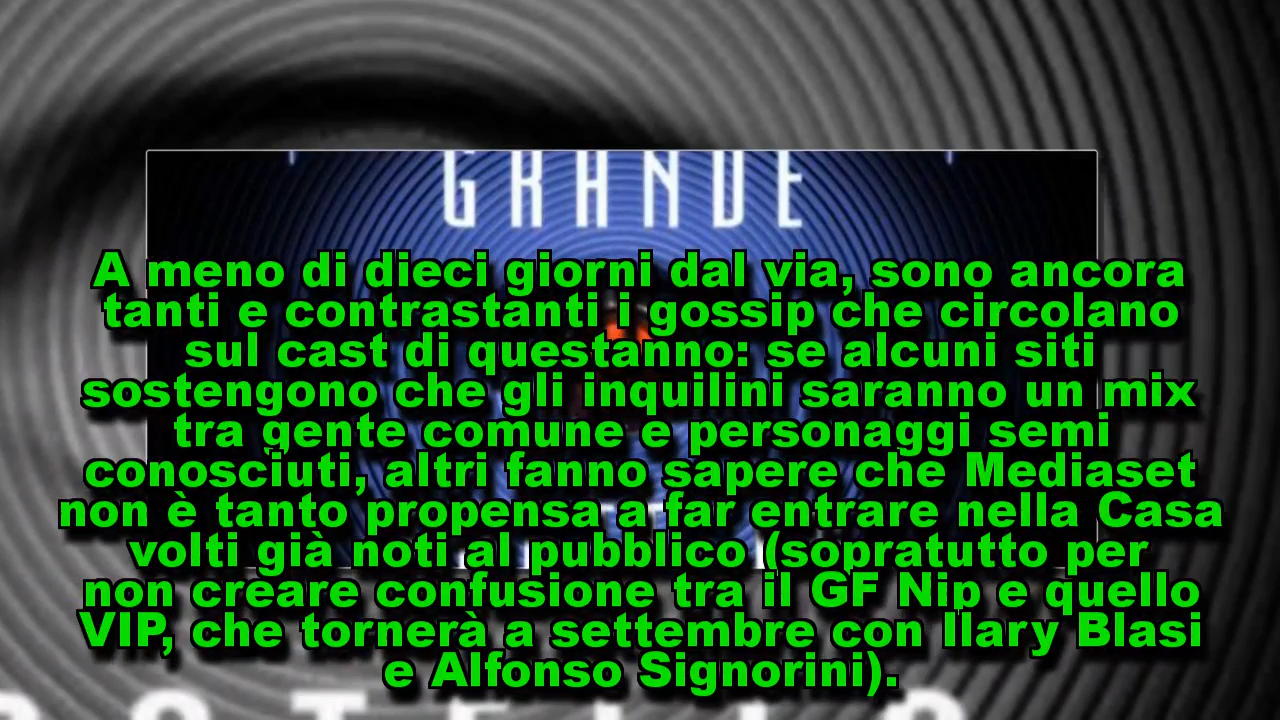 GRANDE
A meno di dieci giorni dal via, sono ancora
tanti e contrastanti i gossip che circolano
sul cast di questanno: se alcuni siti
sostengono che gli inquilini saranno un mix
tra gente comune e personaggi semi
conosciuti, altri fanno sapere che Mediaset
non è tanto propensa a far entrare nella Casa
volti già noti al pubblico (sopratutto per
non creare confusione tra il GF Nip e quello
VIP, che tornerà a settembre con Ilary Blasi
e Alfonso Signorini).